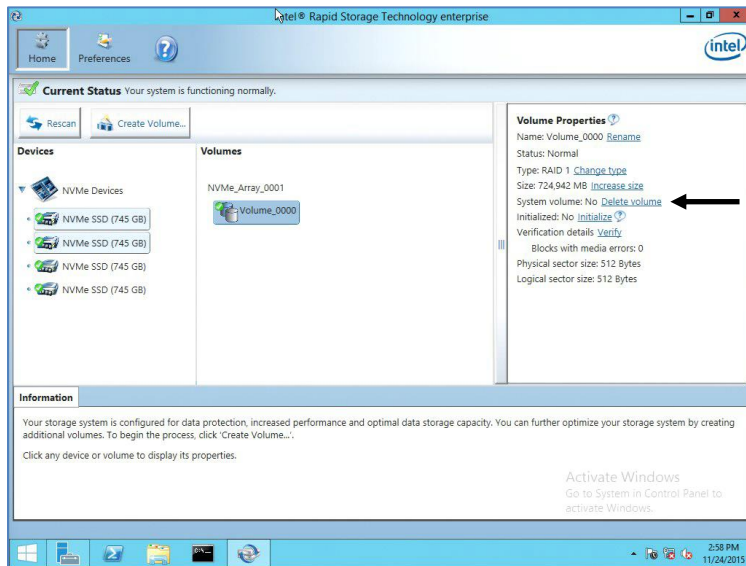 Intel® Rapid Storage Technology enterprise
Home
Preferences
intel
Current Status Your system is functioning normally.
Rescan
Create Volume...
Devices
Volumes
NVMe Devices
NVMe SSD (745 GB)
NVMe SSD (745 GB)
NVMe SSD (745 GB)
NVMe SSD (745 GB)
NVMe_Array_0001
Volume_0000
Volume Properties
Name: Volume_0000 Rename
Status: Normal
Type: RAID 1 Change type
Size: 724,942 MB Increase size
System volume: No Delete volume
Initialized: No Initialize
Verification details Verify
Blocks with media errors: 0
Physical sector size: 512 Bytes
Logical sector size: 512 Bytes
Information
Your storage system is configured for data protection, increased performance and optimal data storage capacity. You can further optimize your storage system by creating
additional volumes. To begin the process, click 'Create Volume...'.
Click any device or volume to display its properties.
Activate Windows
Go to System in Control Panel to
activate Windows.
2:58 PM
11/24/2015